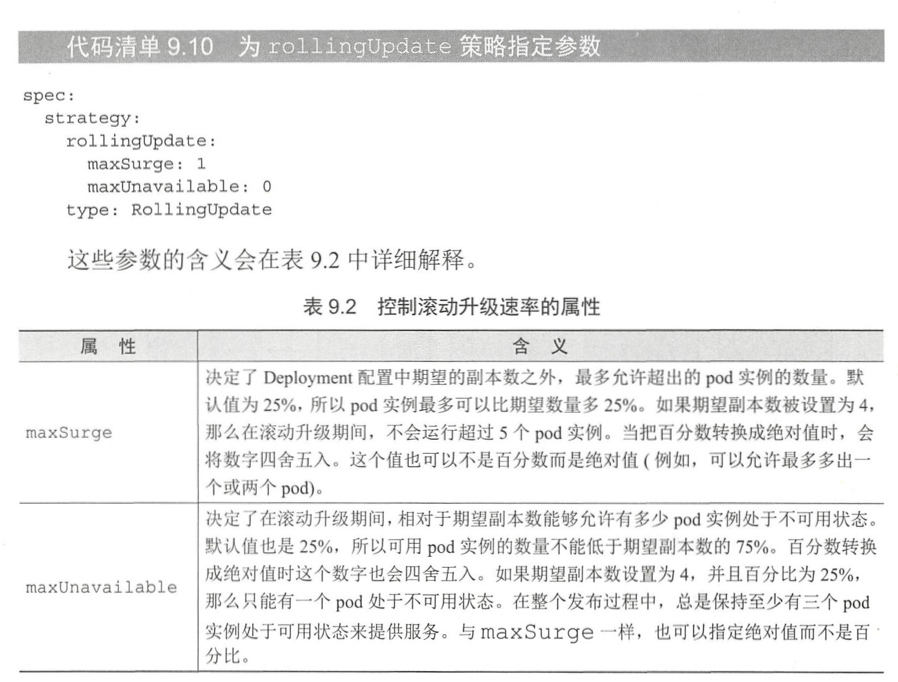 代码清单 9.10 为 rollingUpdate 策略指定参数
spec:
  strategy:
    rollingUpdate:
      maxSurge: 1
      maxUnavailable: 0
    type: RollingUpdate
这些参数的含义会在表 9.2 中详细解释。
表 9.2 控制滚动升级速率的属性
属 性 含 义
决定了 Deployment 配置中期望的副本数之外，最多允许超出的 pod 实例的数量。默
认值为 25%，所以 pod 实例最多可以比期望数量多 25%。如果期望副本数被设置为 4，
maxSurge 那么在滚动升级期间，不会运行超过 5 个 pod 实例。当把百分数转换成绝对值时，会
将数字四舍五入。这个值也可以不是百分数而是绝对值 ( 例如，可以允许最多多出一
个或两个 pod)。
决定了在滚动升级期间，相对于期望副本数能够允许有多少 pod 实例处于不可用状态。
默认值也是 25%，所以可用 pod 实例的数量不能低于期望副本数的 75%。百分数转换
成绝对值时这个数字也会四舍五入。如果期望副本数设置为 4，并且百分比为 25%，
maxUnavailable 那么只能有一个 pod 处于不可用状态。在整个发布过程中，总是保持至少有三个 pod
实例处于可用状态来提供服务。与 maxSurge 一样，也可以指定绝对值而不是百
分比。